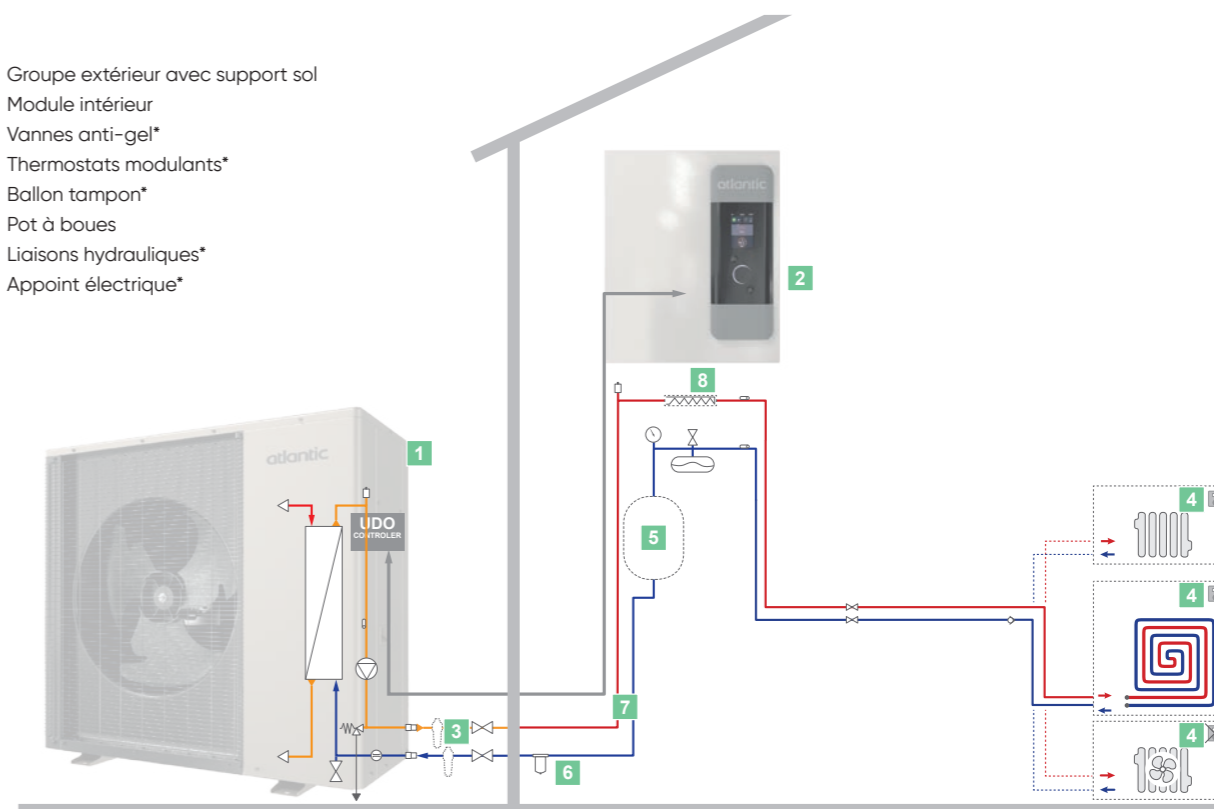 Groupe extérieur avec support sol
Module intérieur
Vannes anti-gel*
Thermostats modulants*
Ballon tampon*
Pot à boues
Liaisons hydrauliques*
Appoint électrique*
atlantic
2
8
1
atlantic
4
UDO
CONTROLER
5
4
7
3
4
6